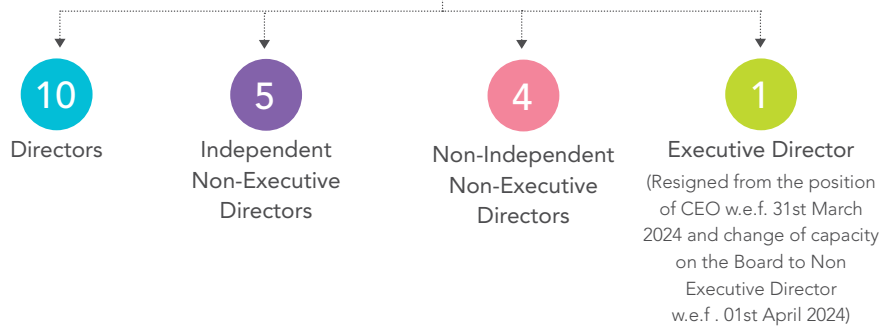 10
Directors
5
Independent
Non-Executive
Directors
4
Non-Independent
Non-Executive
Directors
1
Executive Director
(Resigned from the position
of CEO w.e.f. 31st March
2024 and change of capacity
on the Board to Non
Executive Director
w.e.f . 01st April 2024)